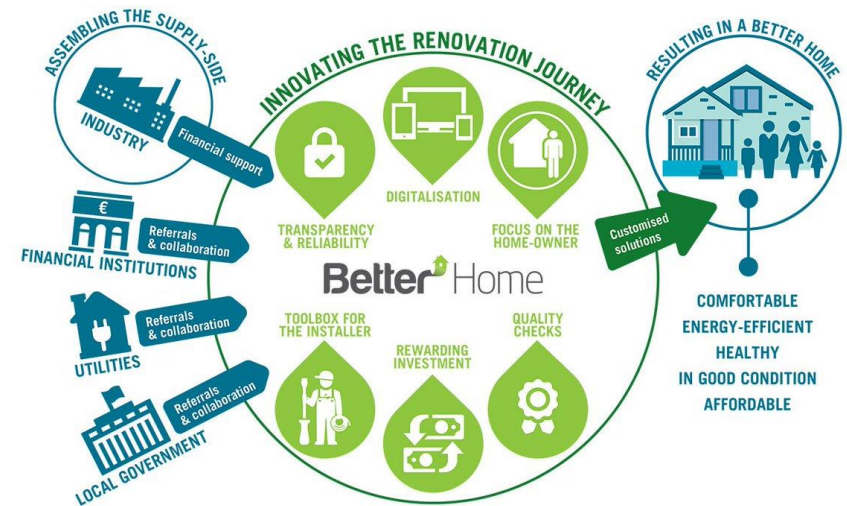 ASSEMBLING THE SUPPLY-SIDE
INDUSTRY
Financial support
€
FINANCIAL INSTITUTIONS
Referrals
& collaboration
UTILITIES
Referrals
& collaboration
LOCAL GOVERNMENT
Referrals
& collaboration
INNOVATING THE RENOVATION JOURNEY
TRANSPARENCY
& RELIABILITY
DIGITALISATION
FOCUS ON THE
HOME-OWNER
Better Home
TOOLBOX FOR
THE INSTALLER
REWARDING
INVESTMENT
QUALITY
CHECKS
Customised
solutions
RESULTING IN A BETTER HOME
COMFORTABLE
ENERGY-EFFICIENT
HEALTHY
IN GOOD CONDITION
AFFORDABLE